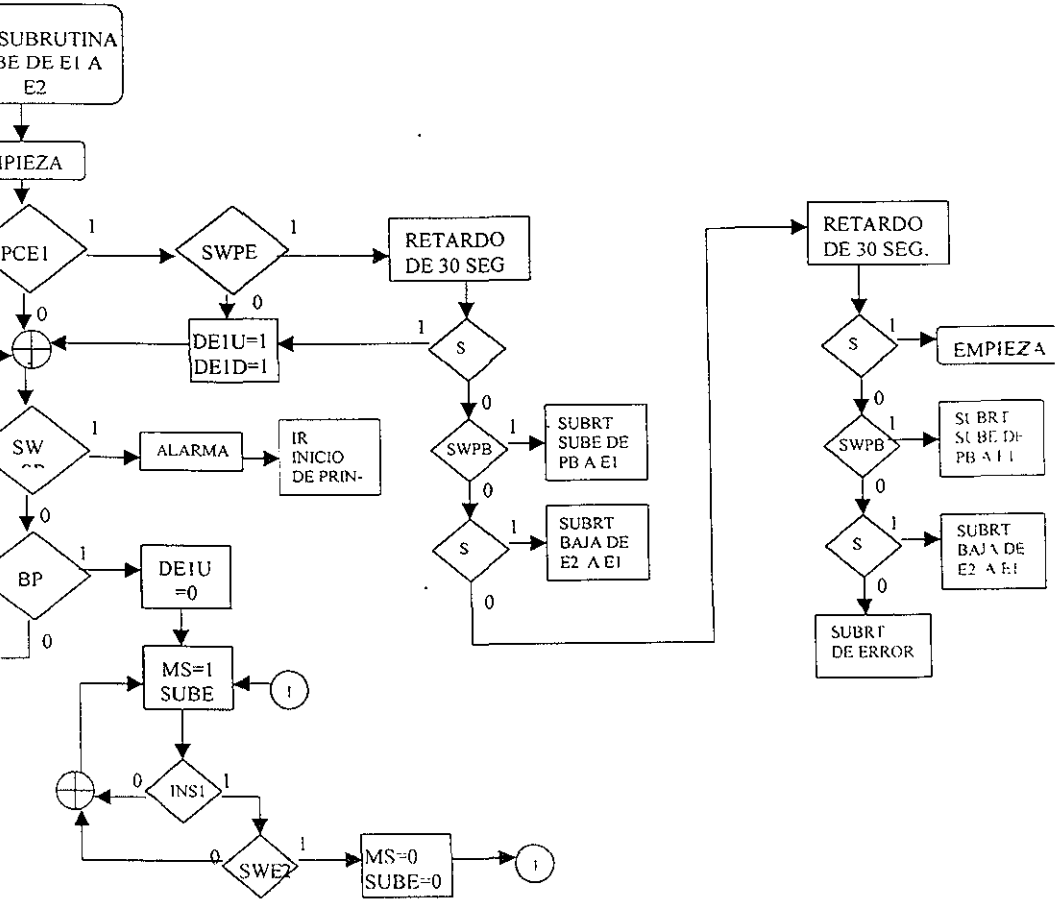 SUBRUTINA
BE DE E1 A
E2
MPIEZA
PCE1
1
0
SWPE
1
0
RETARDO
DE 30 SEG
DE1U=1
DE1D=1
1
S
0
SWPB
1
0
SUBRT
SUBE DE
PB A E1
S
1
0
SUBRT
BAJA DE
E2 A E1
SW
1
0
ALARMA
IR
INICIO
DE PRIN-
BP
1
0
DE1U
=0
MS=1
SUBE
1
INS1
0
1
SWE2
0
1
MS=0
SUBE=0
1
RETARDO
DE 30 SEG.
S
1
0
EMPIEZA
SWPB
1
0
SUBRT
SUBE DE
PB A E1
S
1
0
SUBRT
BAJA DE
E2 A E1
SUBRT
DE ERROR